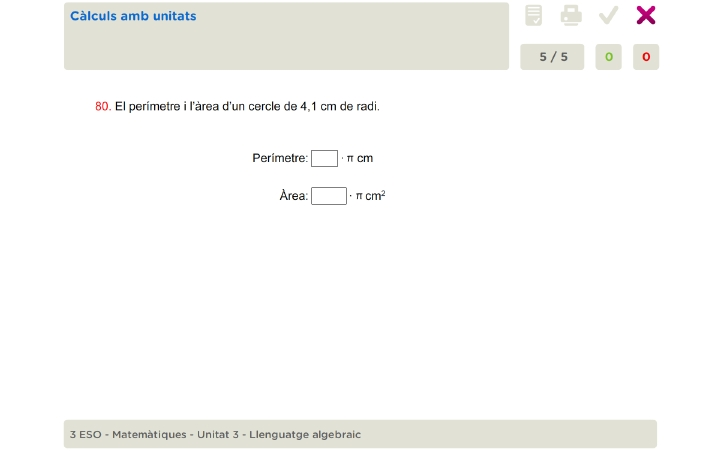 Càlculs amb unitats
5 / 5
0
0
80. El perímetre i l'àrea d'un cercle de 4,1 cm de radi.
Perímetre: · π cm
Àrea: · π cm²
3 ESO - Matemàtiques - Unitat 3 - Llenguatge algebraic